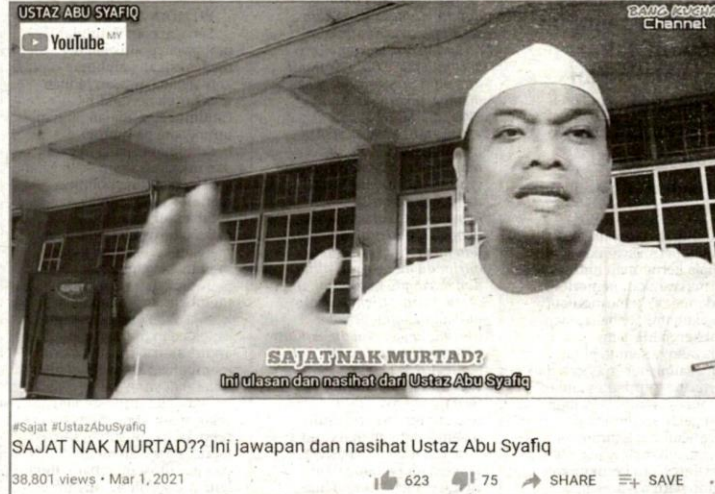 USTAZ ABU SYAFIQ
YouTube MY
BANG KUCHAI
Channel
SAJAT NAK MURTAD?
Ini ulasan dan nasihat dari Ustaz Abu Syafiq
#Sajat #UstazAbuSyafiq
SAJAT NAK MURTAD?? Ini jawapan dan nasihat Ustaz Abu Syafiq
38,801 views • Mar 1, 2021
623 75 SHARE SAVE